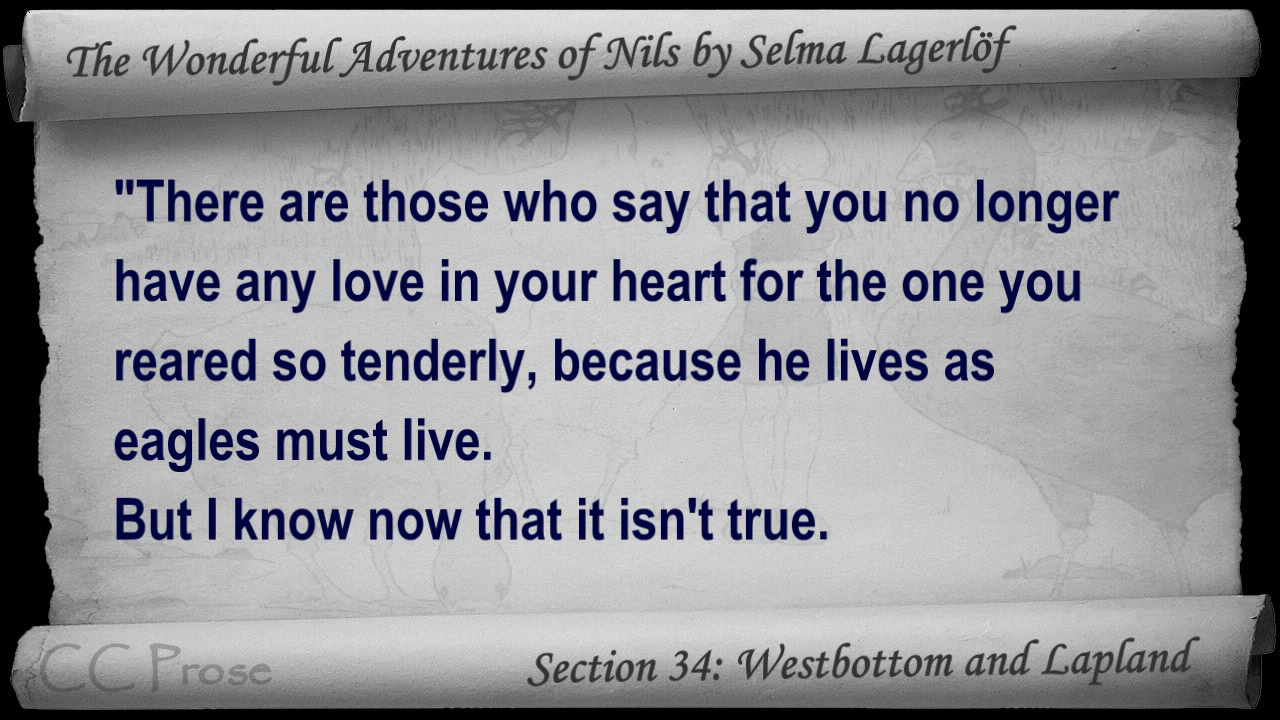 The Wonderful Adventures of Nils by Selma Lagerlöf
"There are those who say that you no longer
have any love in your heart for the one you
reared so tenderly, because he lives as
eagles must live.
But I know now that it isn't true.
CC Prose
Section 34: Westbottom and Lapland